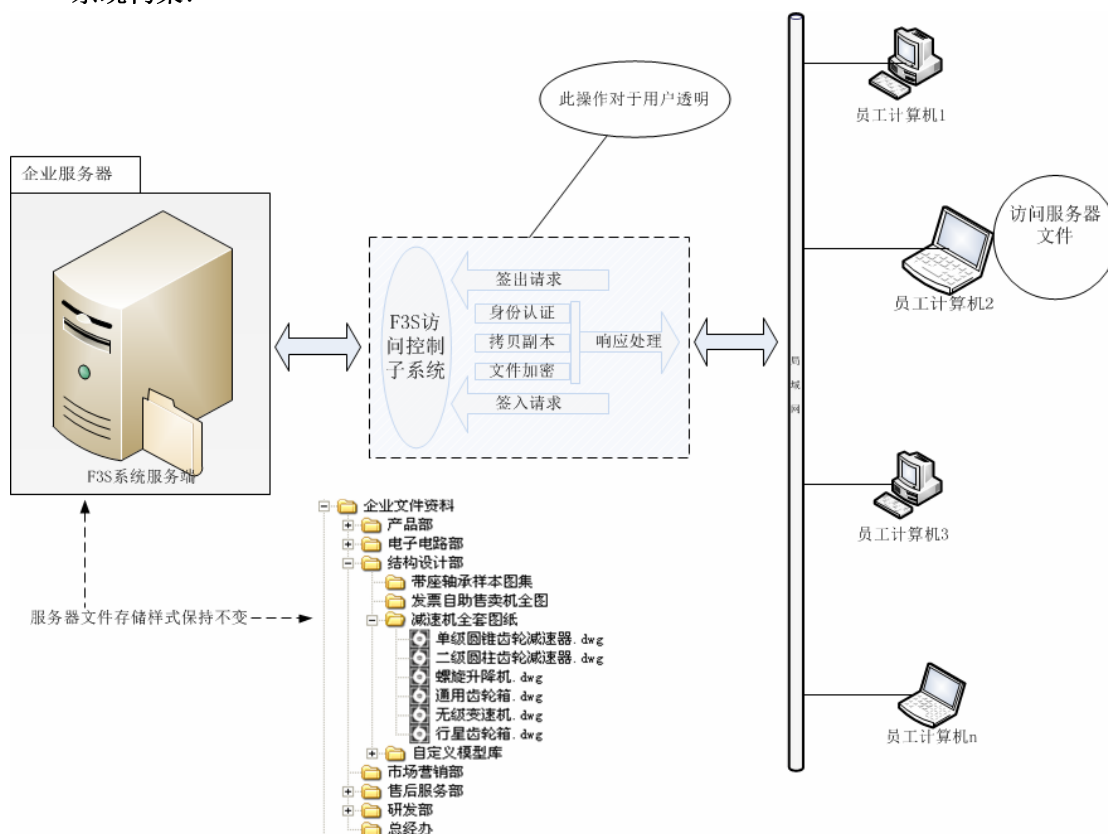 系统构架:
此操作对于用户透明
员工计算机1
企业服务器
访问服务器
文件
员工计算机2
签出请求
身份认证
F3S访
问控制
子系统
拷贝副本
响应处理
文件加密
签入请求
局
域
网
F3S系统服务端
员工计算机3
企业文件资料
产品部
电子电路部
结构设计部
带座轴承样本图集
发票自助售卖机全图
服务器文件存储样式保持不变
减速机全套图纸
单级圆锥齿轮减速器.dwg
二级圆柱齿轮减速器.dwg
螺旋升降机.dwg
通用齿轮箱.dwg
无级变速机.dwg
行星齿轮箱.dwg
员工计算机n
自定义模型库
市场营销部
售后服务部
研发部
总经办